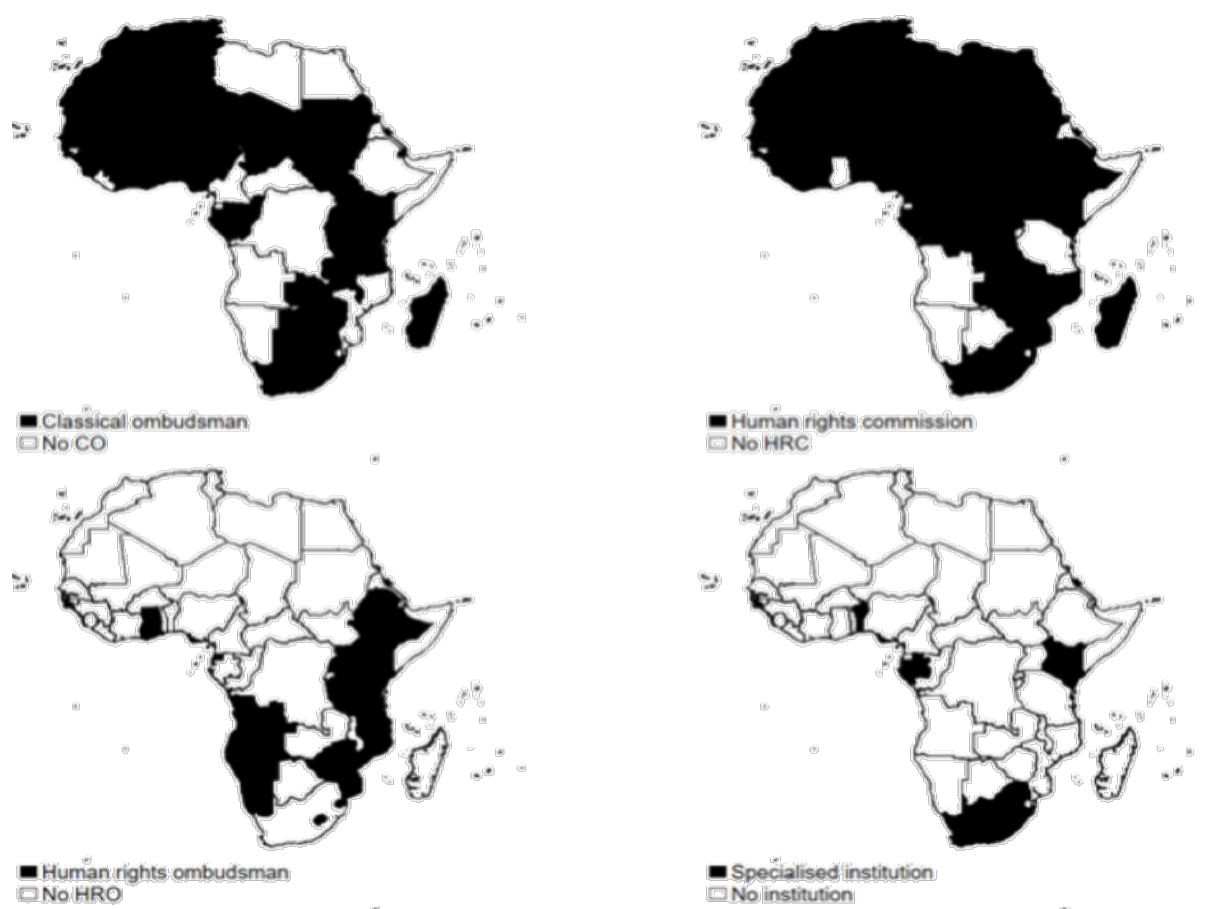 Classical ombudsman
No CO
Human rights commission
No HRC
Human rights ombudsman
No HRO
Specialised institution
No institution